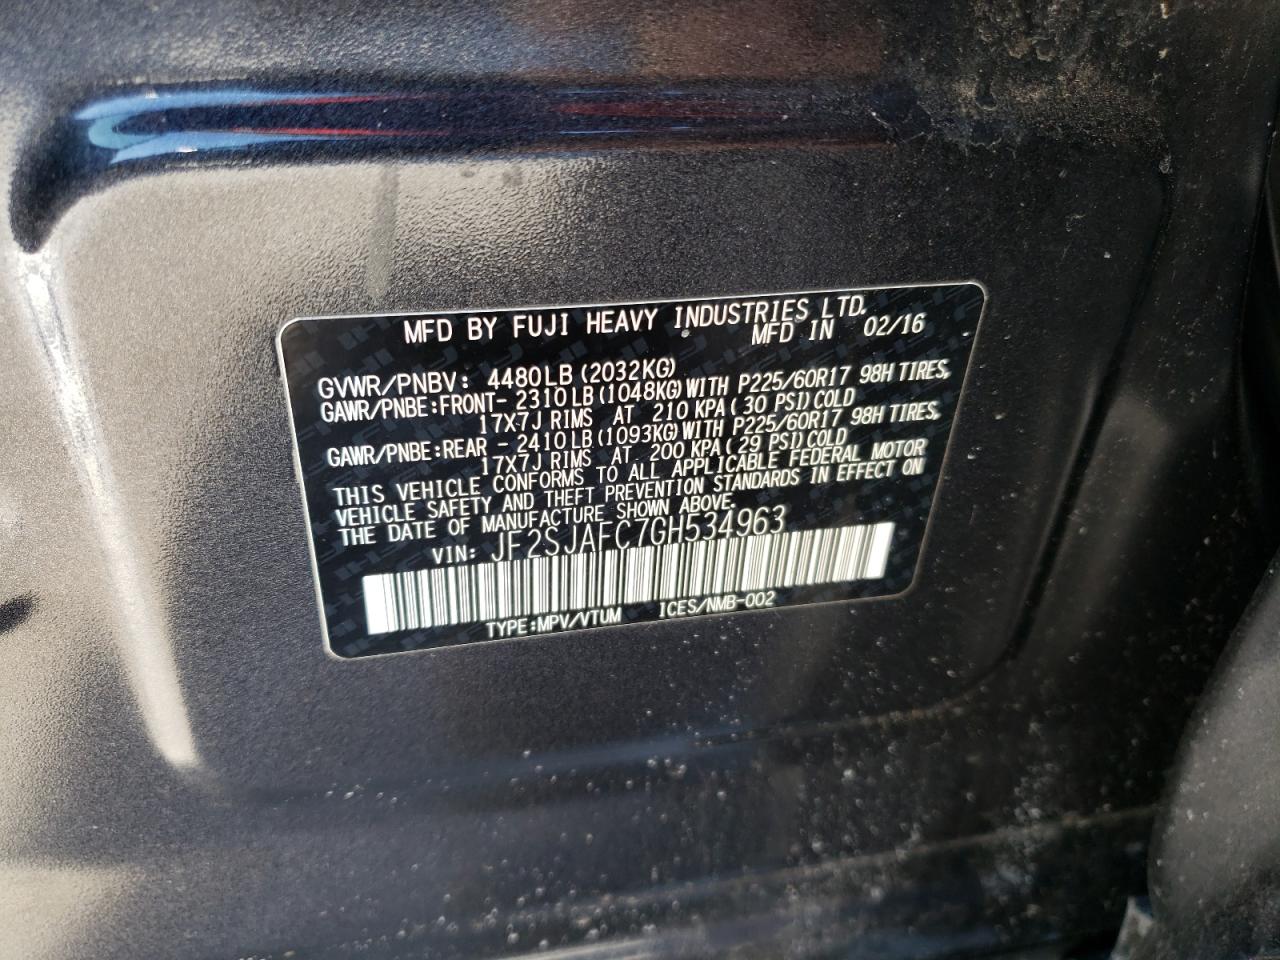 MFD BY FUJI HEAVY INDUSTRIES LTD.
MFD IN 02/16
GVWR/PNBV: 4480LB (2032KG)
GAWR/PNBE:FRONT- 2310LB (1048KG) WITH P225/60R17 98H TIRES,
17X7J RIMS AT 210 KPA (30 PSI) COLD
GAWR/PNBE:REAR - 2410LB (1093KG) WITH P225/60R17 98H TIRES,
17X7J RIMS AT 200 KPA (29 PSI) COLD
THIS VEHICLE CONFORMS TO ALL APPLICABLE FEDERAL MOTOR
VEHICLE SAFETY AND THEFT PREVENTION STANDARDS IN EFFECT ON
THE DATE OF MANUFACTURE SHOWN ABOVE.
VIN: JF2SJAFC7GH534963
TYPE:MPV/VTUM ICES/NMB-002